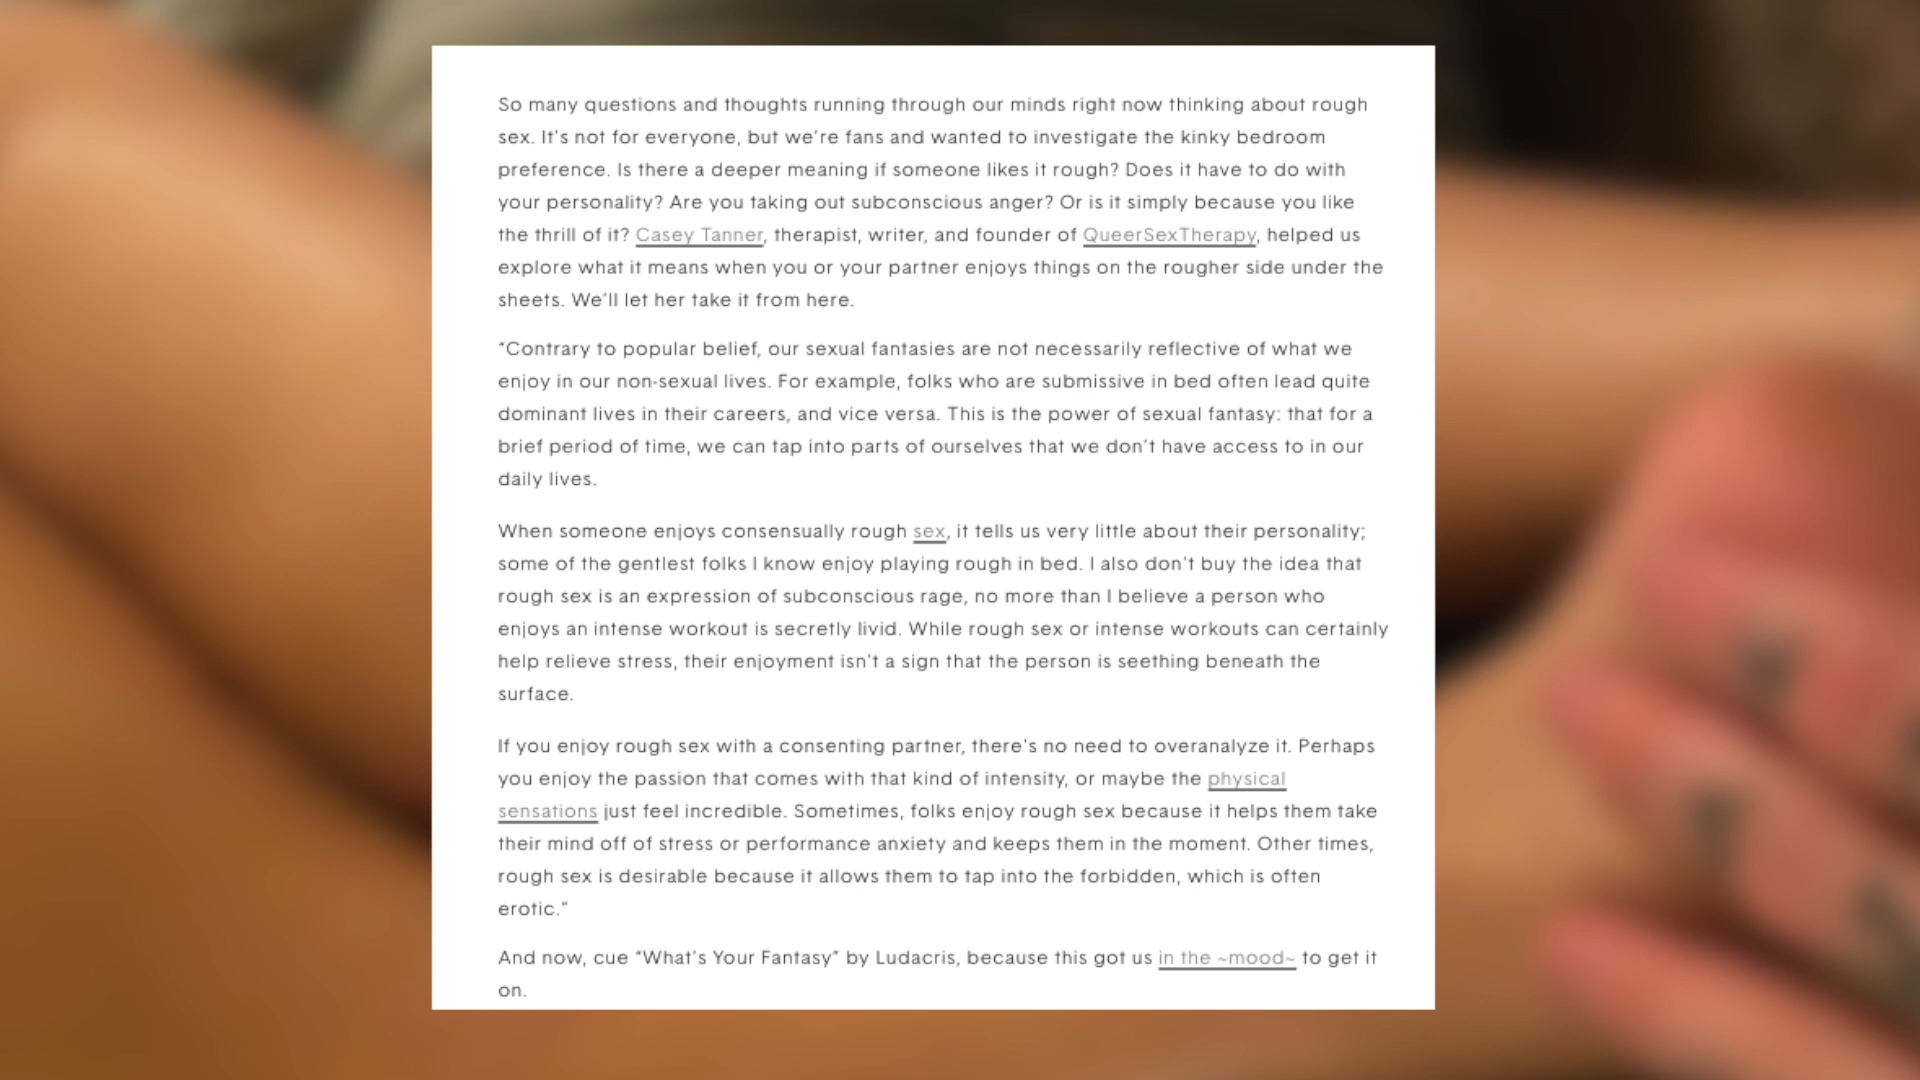 So many questions and thoughts running through our minds right now thinking about rough
sex. It's not for everyone, but we're fans and wanted to investigate the kinky bedroom
preference. Is there a deeper meaning if someone likes it rough? Does it have to do with
your personality? Are you taking out subconscious anger? Or is it simply because you like
the thrill of it? Casey Tanner, therapist, writer, and founder of QueerSexTherapy, helped us
explore what it means when you or your partner enjoys things on the rougher side under the
sheets. We'll let her take it from here.
“Contrary to popular belief, our sexual fantasies are not necessarily reflective of what we
enjoy in our non-sexual lives. For example, folks who are submissive in bed often lead quite
dominant lives in their careers, and vice versa. This is the power of sexual fantasy: that for a
brief period of time, we can tap into parts of ourselves that we don't have access to in our
daily lives.
When someone enjoys consensually rough sex, it tells us very little about their personality;
some of the gentlest folks I know enjoy playing rough in bed. I also don't buy the idea that
rough sex is an expression of subconscious rage, no more than I believe a person who
enjoys an intense workout is secretly livid. While rough sex or intense workouts can certainly
help relieve stress, their enjoyment isn't a sign that the person is seething beneath the
surface.
If you enjoy rough sex with a consenting partner, there's no need to overanalyze it. Perhaps
you enjoy the passion that comes with that kind of intensity, or maybe the physical
sensations just feel incredible. Sometimes, folks enjoy rough sex because it helps them take
their mind off of stress or performance anxiety and keeps them in the moment. Other times,
rough sex is desirable because it allows them to tap into the forbidden, which is often
erotic.”
And now, cue “What's Your Fantasy” by Ludacris, because this got us in the ~mood~ to get it
on.